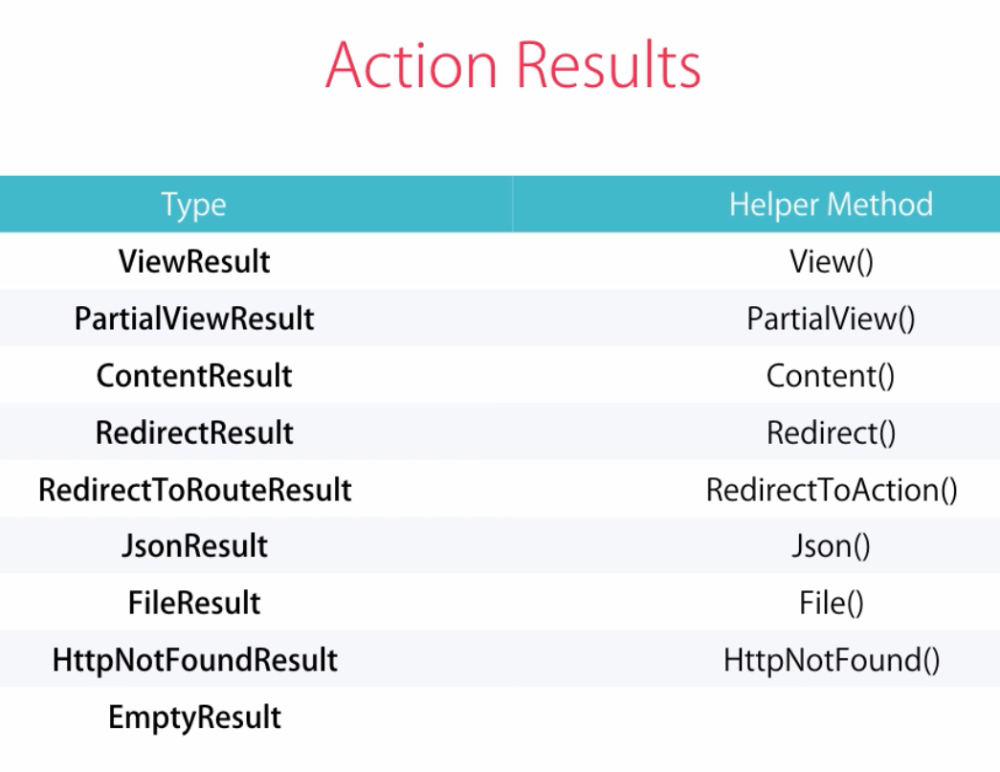 Action Results
Type Helper Method
ViewResult View()
PartialViewResult PartialView()
ContentResult Content()
RedirectResult Redirect()
RedirectToRouteResult RedirectToAction()
JsonResult Json()
FileResult File()
HttpNotFoundResult HttpNotFound()
EmptyResult